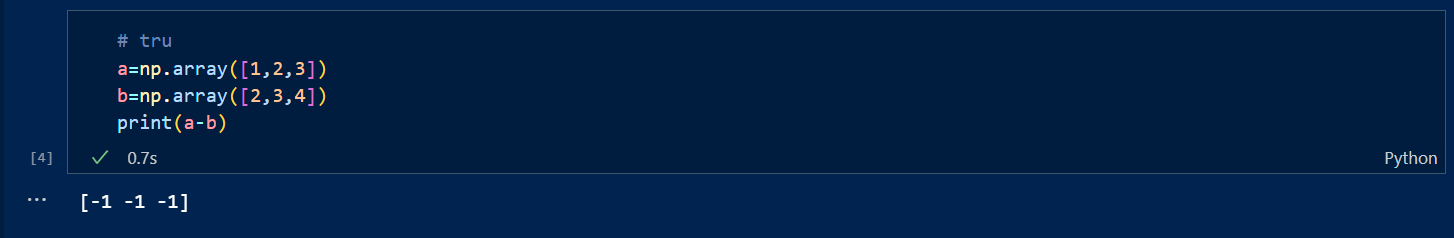 # tru
a=np.array([1,2,3])
b=np.array([2,3,4])
print(a-b)
[4] ✓ 0.7s Python
... [-1 -1 -1]